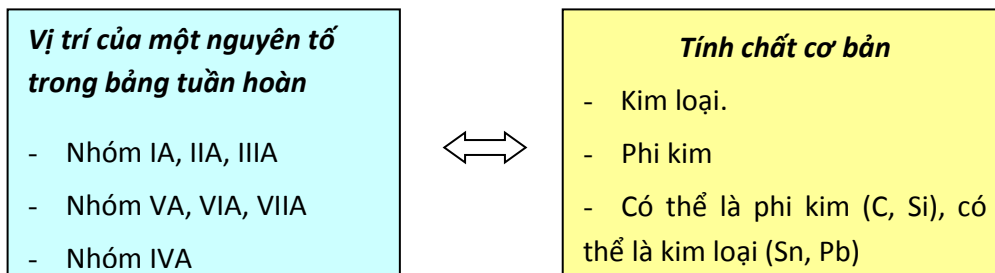 Vị trí của một nguyên tố
trong bảng tuần hoàn
- Nhóm IA, IIA, IIIA
- Nhóm VA, VIA, VIIA
- Nhóm IVA
Tính chất cơ bản
- Kim loại.
- Phi kim
- Có thể là phi kim (C, Si), có
thể là kim loại (Sn, Pb)